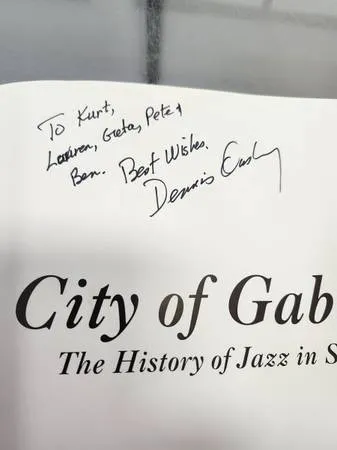 To Kurt,
Lauren, Greta, Pete &
Ben. Best Wishes.
Dennis
City of Gab
The History of Jazz in S